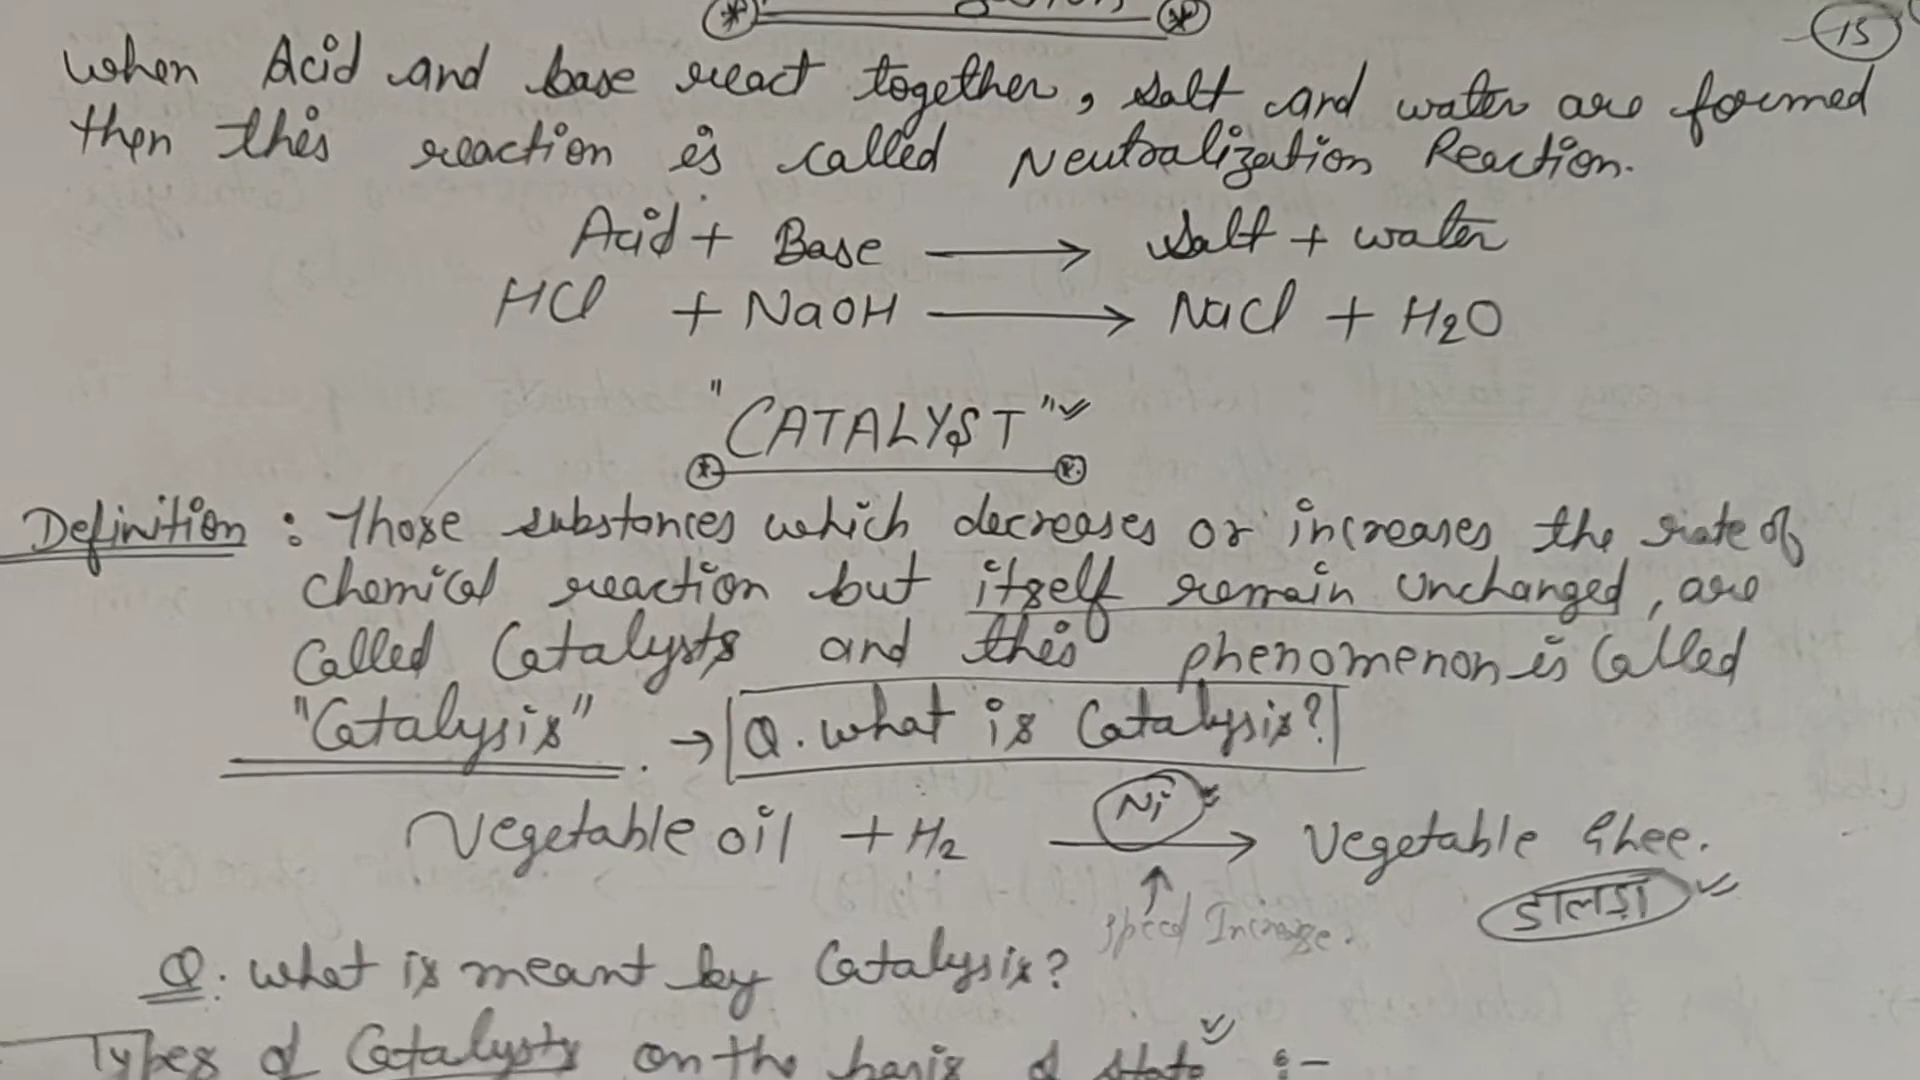 15
when Acid and base react together, salt and water are formed
then this reaction is called Neutralization Reaction.
Acid + Base → Salt + water
HCl + NaOH → NaCl + H2O
"CATALYST"
Definition : Those substances which decreases or increases the rate of
chemical reaction but itself remain unchanged, are
called Catalysts and this phenomenon is called
"Catalysis". → Q. what is Catalysis?
Ni
Vegetable oil + H2 → Vegetable Ghee.
डालडा
↑
speed Increase.
Q. what is meant by Catalysis?
Types of Catalysts on the basis of state :-